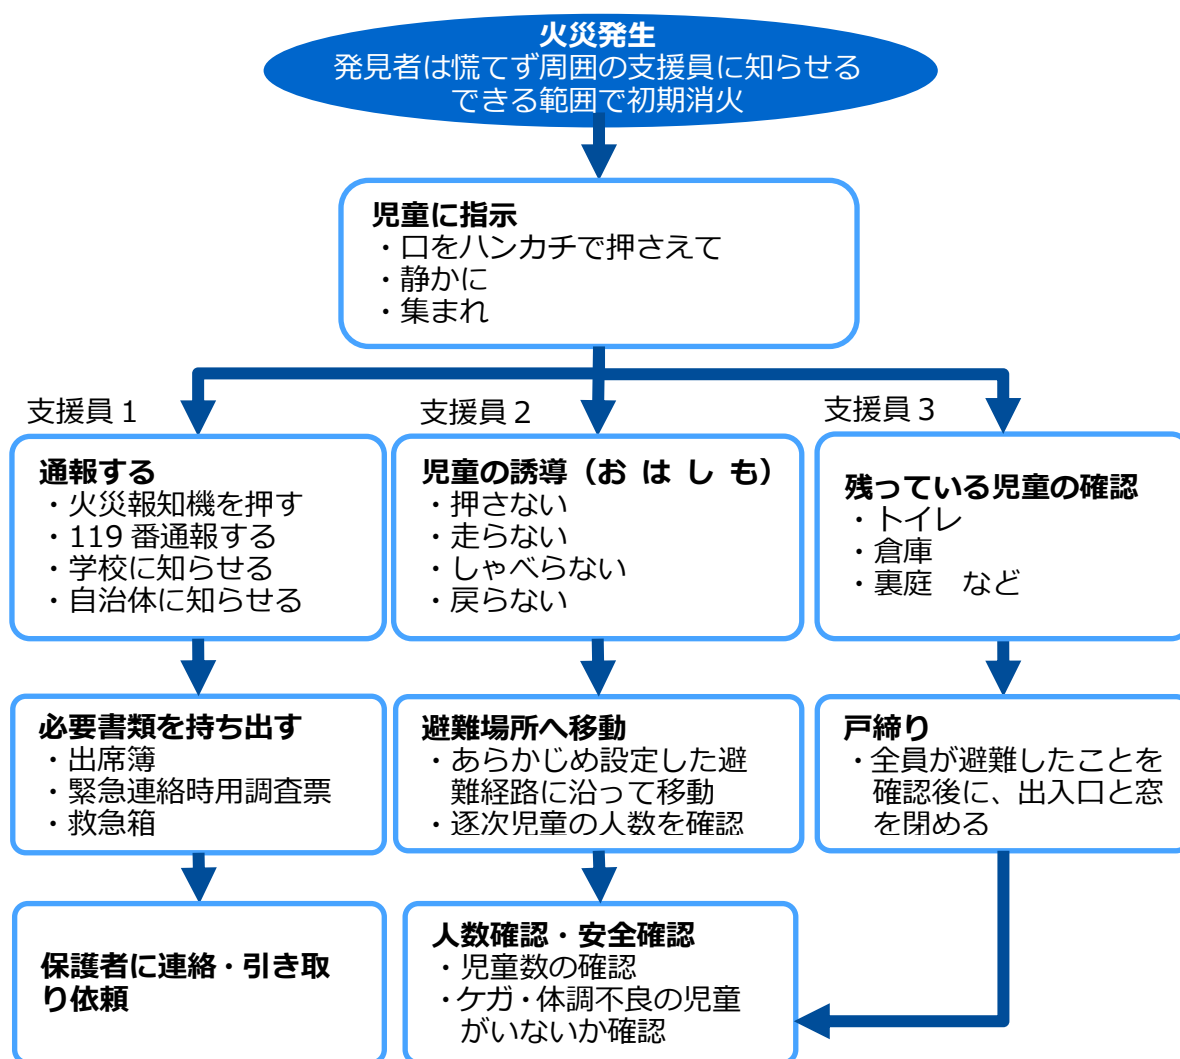 火災発生
発見者は慌てず周囲の支援員に知らせる
できる範囲で初期消火
児童に指示
・口をハンカチで押さえて
・静かに
・集まれ
支援員１
通報する
・火災報知機を押す
・119 番通報する
・学校に知らせる
・自治体に知らせる
支援員２
児童の誘導（お は し も）
・押さない
・走らない
・しゃべらない
・戻らない
支援員３
残っている児童の確認
・トイレ
・倉庫
・裏庭　など
必要書類を持ち出す
・出席簿
・緊急連絡時用調査票
・救急箱
避難場所へ移動
・あらかじめ設定した避
難経路に沿って移動
・逐次児童の人数を確認
戸締り
・全員が避難したことを
確認後に、出入口と窓
を閉める
保護者に連絡・引き取
り依頼
人数確認・安全確認
・児童数の確認
・ケガ・体調不良の児童
がいないか確認